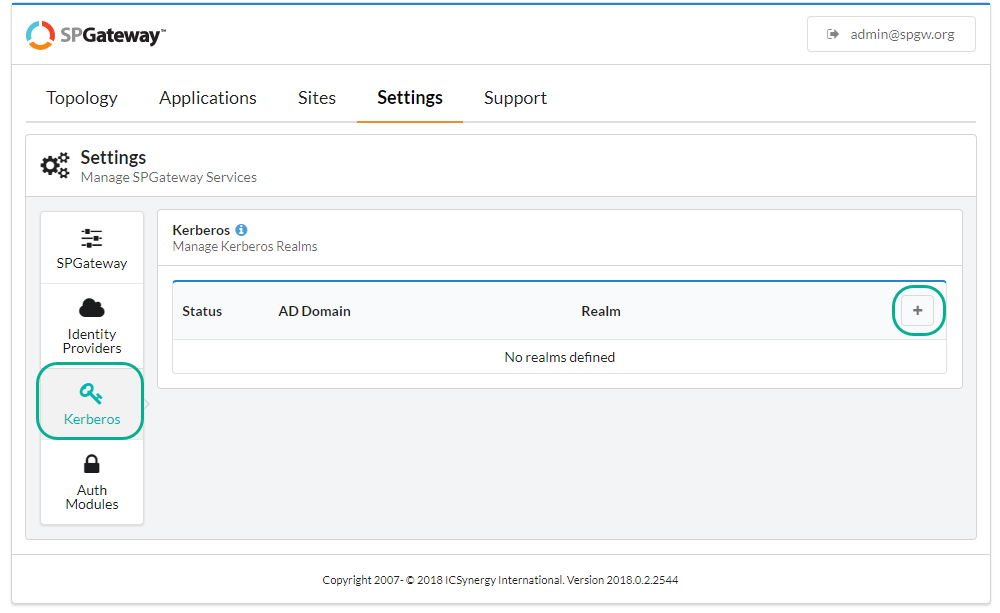 SPGateway™
admin@spgw.org
Topology Applications Sites Settings Support
Settings
Manage SPGateway Services
SPGateway
Identity
Providers
Kerberos
Auth
Modules
Kerberos
Manage Kerberos Realms
Status AD Domain Realm +
No realms defined
Copyright 2007- © 2018 ICSynergy International. Version 2018.0.2.2544